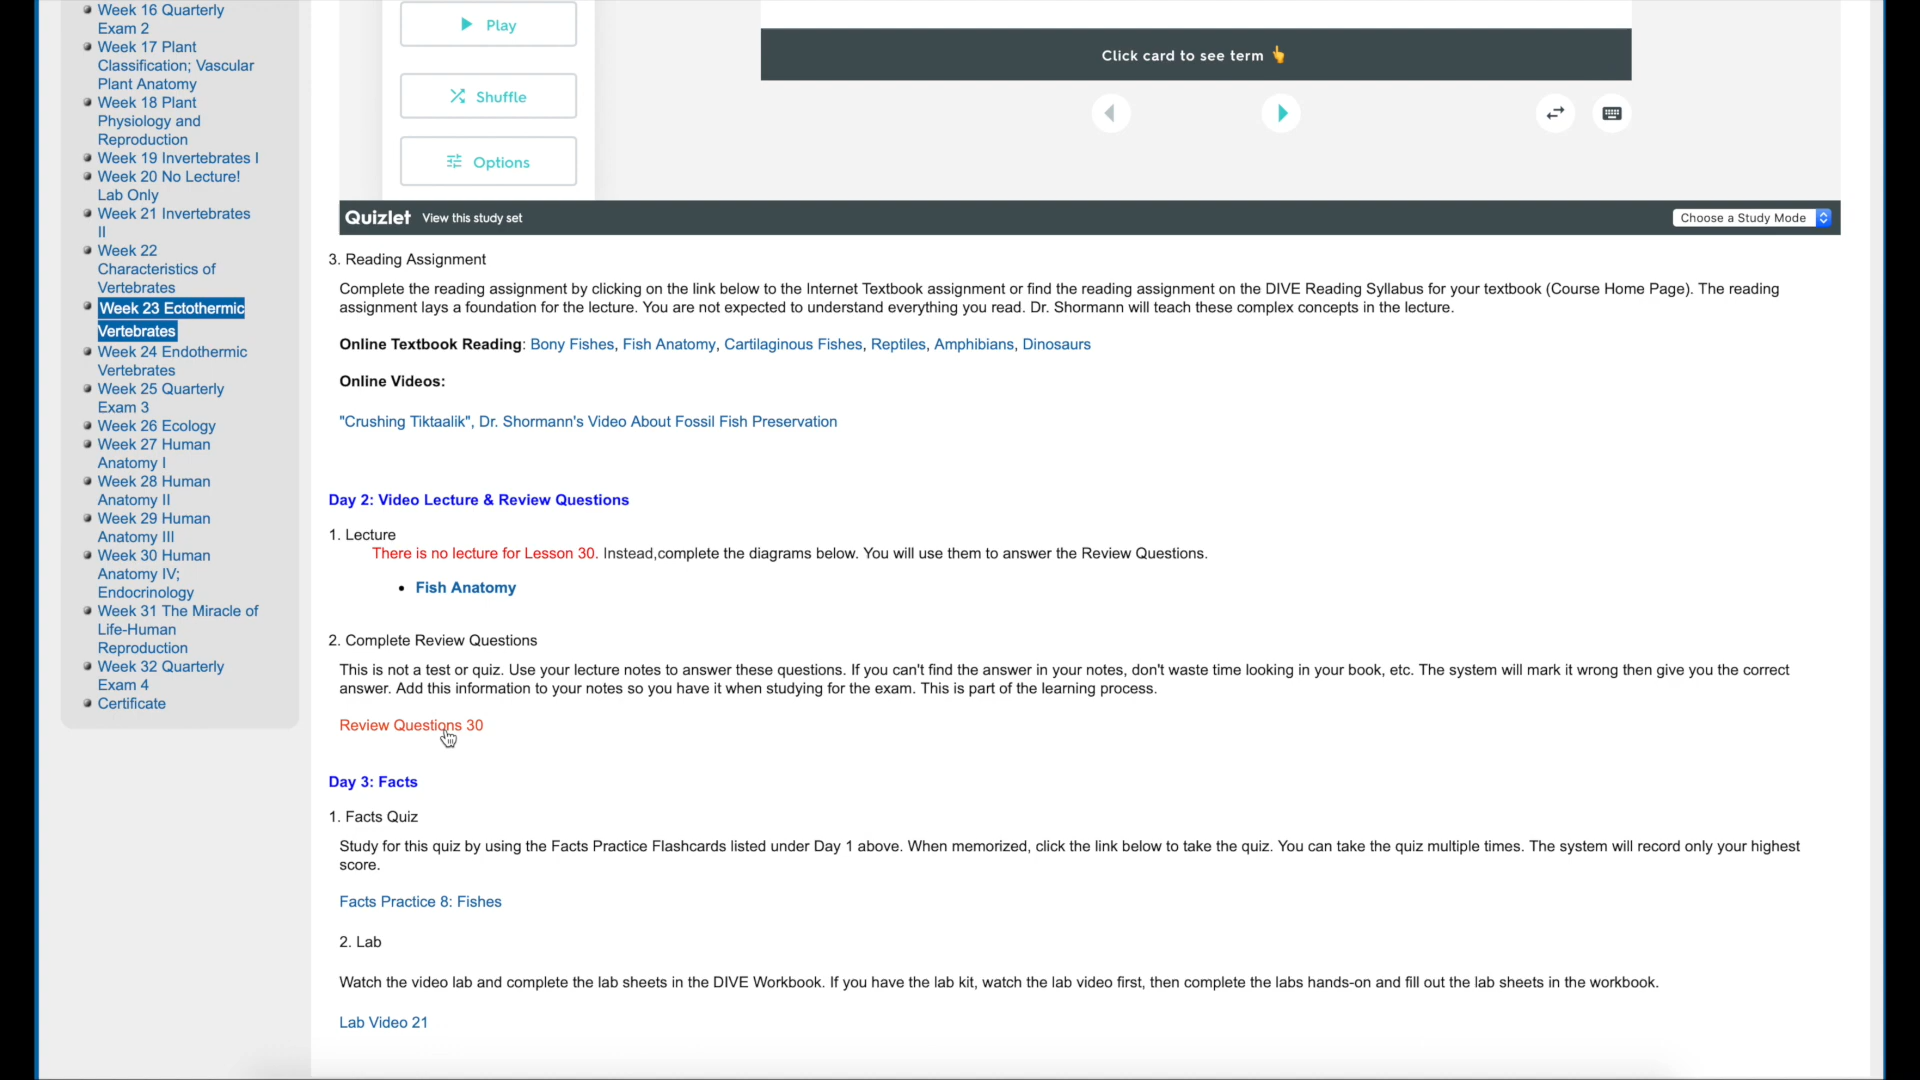 Week 16 Quarterly
Exam 2
Week 17 Plant
Classification; Vascular
Plant Anatomy
Week 18 Plant
Physiology and
Reproduction
Week 19 Invertebrates I
Week 20 No Lecture!
Lab Only
Week 21 Invertebrates
II
Week 22
Characteristics of
Vertebrates
Week 23 Ectothermic
Vertebrates
Week 24 Endothermic
Vertebrates
Week 25 Quarterly
Exam 3
Week 26 Ecology
Week 27 Human
Anatomy I
Week 28 Human
Anatomy II
Week 29 Human
Anatomy III
Week 30 Human
Anatomy IV;
Endocrinology
Week 31 The Miracle of
Life-Human
Reproduction
Week 32 Quarterly
Exam 4
Certificate
Play
Shuffle
Options
Click card to see term 👆
Quizlet View this study set
Choose a Study Mode
3. Reading Assignment
Complete the reading assignment by clicking on the link below to the Internet Textbook assignment or find the reading assignment on the DIVE Reading Syllabus for your textbook (Course Home Page). The reading
assignment lays a foundation for the lecture. You are not expected to understand everything you read. Dr. Shormann will teach these complex concepts in the lecture.
Online Textbook Reading: Bony Fishes, Fish Anatomy, Cartilaginous Fishes, Reptiles, Amphibians, Dinosaurs
Online Videos:
"Crushing Tiktaalik", Dr. Shormann's Video About Fossil Fish Preservation
Day 2: Video Lecture & Review Questions
1. Lecture
There is no lecture for Lesson 30. Instead,complete the diagrams below. You will use them to answer the Review Questions.
• Fish Anatomy
2. Complete Review Questions
This is not a test or quiz. Use your lecture notes to answer these questions. If you can't find the answer in your notes, don't waste time looking in your book, etc. The system will mark it wrong then give you the correct
answer. Add this information to your notes so you have it when studying for the exam. This is part of the learning process.
Review Questions 30
Day 3: Facts
1. Facts Quiz
Study for this quiz by using the Facts Practice Flashcards listed under Day 1 above. When memorized, click the link below to take the quiz. You can take the quiz multiple times. The system will record only your highest
score.
Facts Practice 8: Fishes
2. Lab
Watch the video lab and complete the lab sheets in the DIVE Workbook. If you have the lab kit, watch the lab video first, then complete the labs hands-on and fill out the lab sheets in the workbook.
Lab Video 21